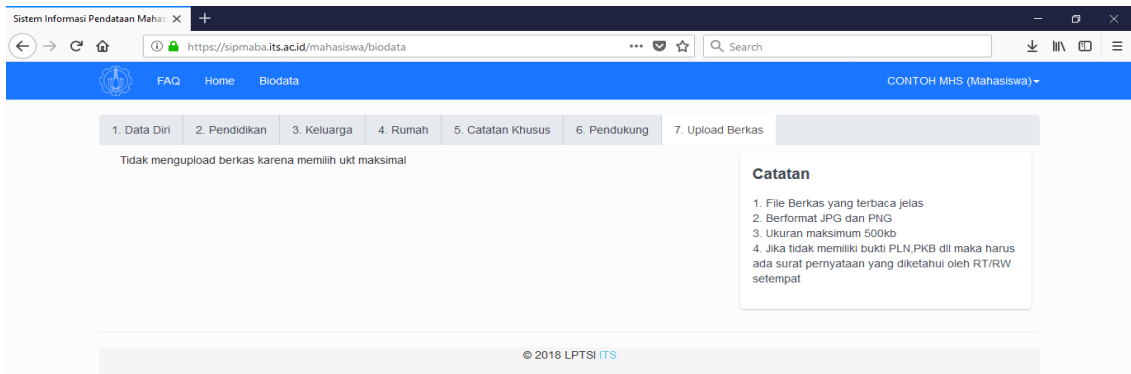 Sistem Informasi Pendataan Mahas
https://sipmaba.its.ac.id/mahasiswa/biodata
Search
FAQ Home Biodata CONTOH MHS (Mahasiswa)
1. Data Diri 2. Pendidikan 3. Keluarga 4. Rumah 5. Catatan Khusus 6. Pendukung 7. Upload Berkas
Tidak mengupload berkas karena memilih ukt maksimal
Catatan
1. File Berkas yang terbaca jelas
2. Berformat JPG dan PNG
3. Ukuran maksimum 500kb
4. Jika tidak memiliki bukti PLN,PKB dll maka harus
ada surat pernyataan yang diketahui oleh RT/RW
setempat
© 2018 LPTSI ITS